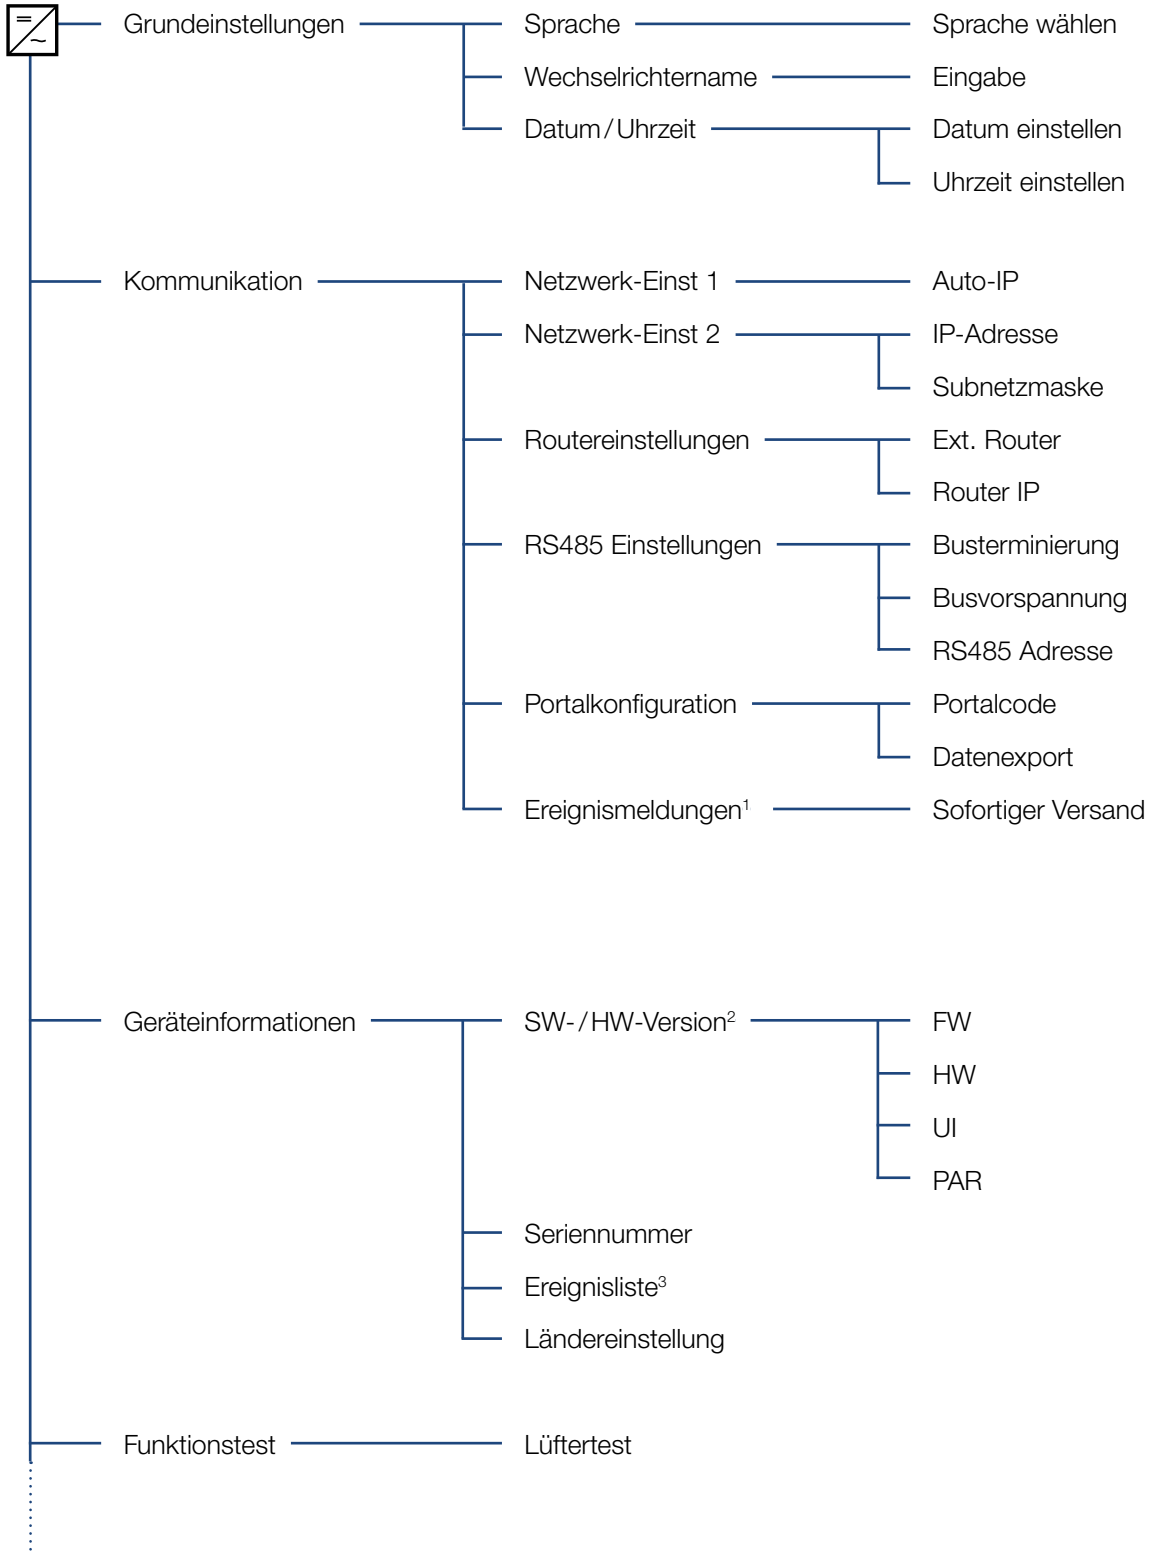 Grundeinstellungen Sprache Sprache wählen
Wechselrichtername Eingabe
Datum/Uhrzeit Datum einstellen
Uhrzeit einstellen
Kommunikation Netzwerk-Einst 1 Auto-IP
Netzwerk-Einst 2 IP-Adresse
Subnetzmaske
Routereinstellungen Ext. Router
Router IP
RS485 Einstellungen Busterminierung
Busvorspannung
RS485 Adresse
Portalkonfiguration Portalcode
Datenexport
Ereignismeldungen¹ Sofortiger Versand
Geräteinformationen SW-/HW-Version² FW
HW
UI
PAR
Seriennummer
Ereignisliste³
Ländereinstellung
Funktionstest Lüftertest